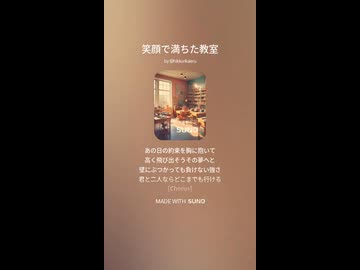 笑顔で満ちた教室
SUNO
あの日の約束を胸に抱いて
高く飛び出そうその夢へと
壁にぶつかっても負けない強さ
君と二人ならどこまでも行ける
[Chorus]
MADE WITH SUNO